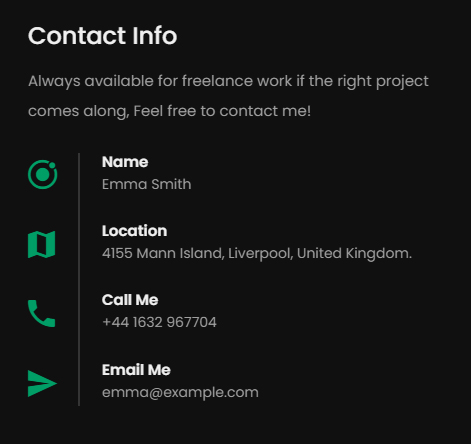 Contact Info
Always available for freelance work if the right project
comes along, Feel free to contact me!
Name
Emma Smith
Location
4155 Mann Island, Liverpool, United Kingdom.
Call Me
+44 1632 967704
Email Me
emma@example.com